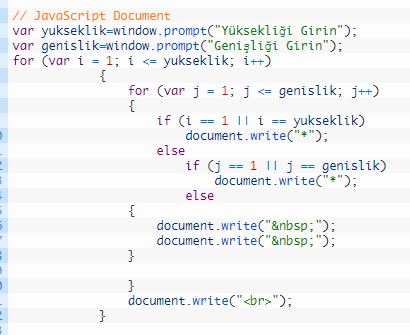 // JavaScript Document
var yukseklik=window.prompt("Yüksekliği Girin");
var genislik=window.prompt("Genişliği Girin");
for (var i = 1; i <= yukseklik; i++)
{
for (var j = 1; j <= genislik; j++)
{
if (i == 1 || i == yukseklik)
document.write("*");
else
if (j == 1 || j == genislik)
document.write("*");
else
{
document.write("&nbsp;");
document.write("&nbsp;");
}
}
document.write("<br>");
}